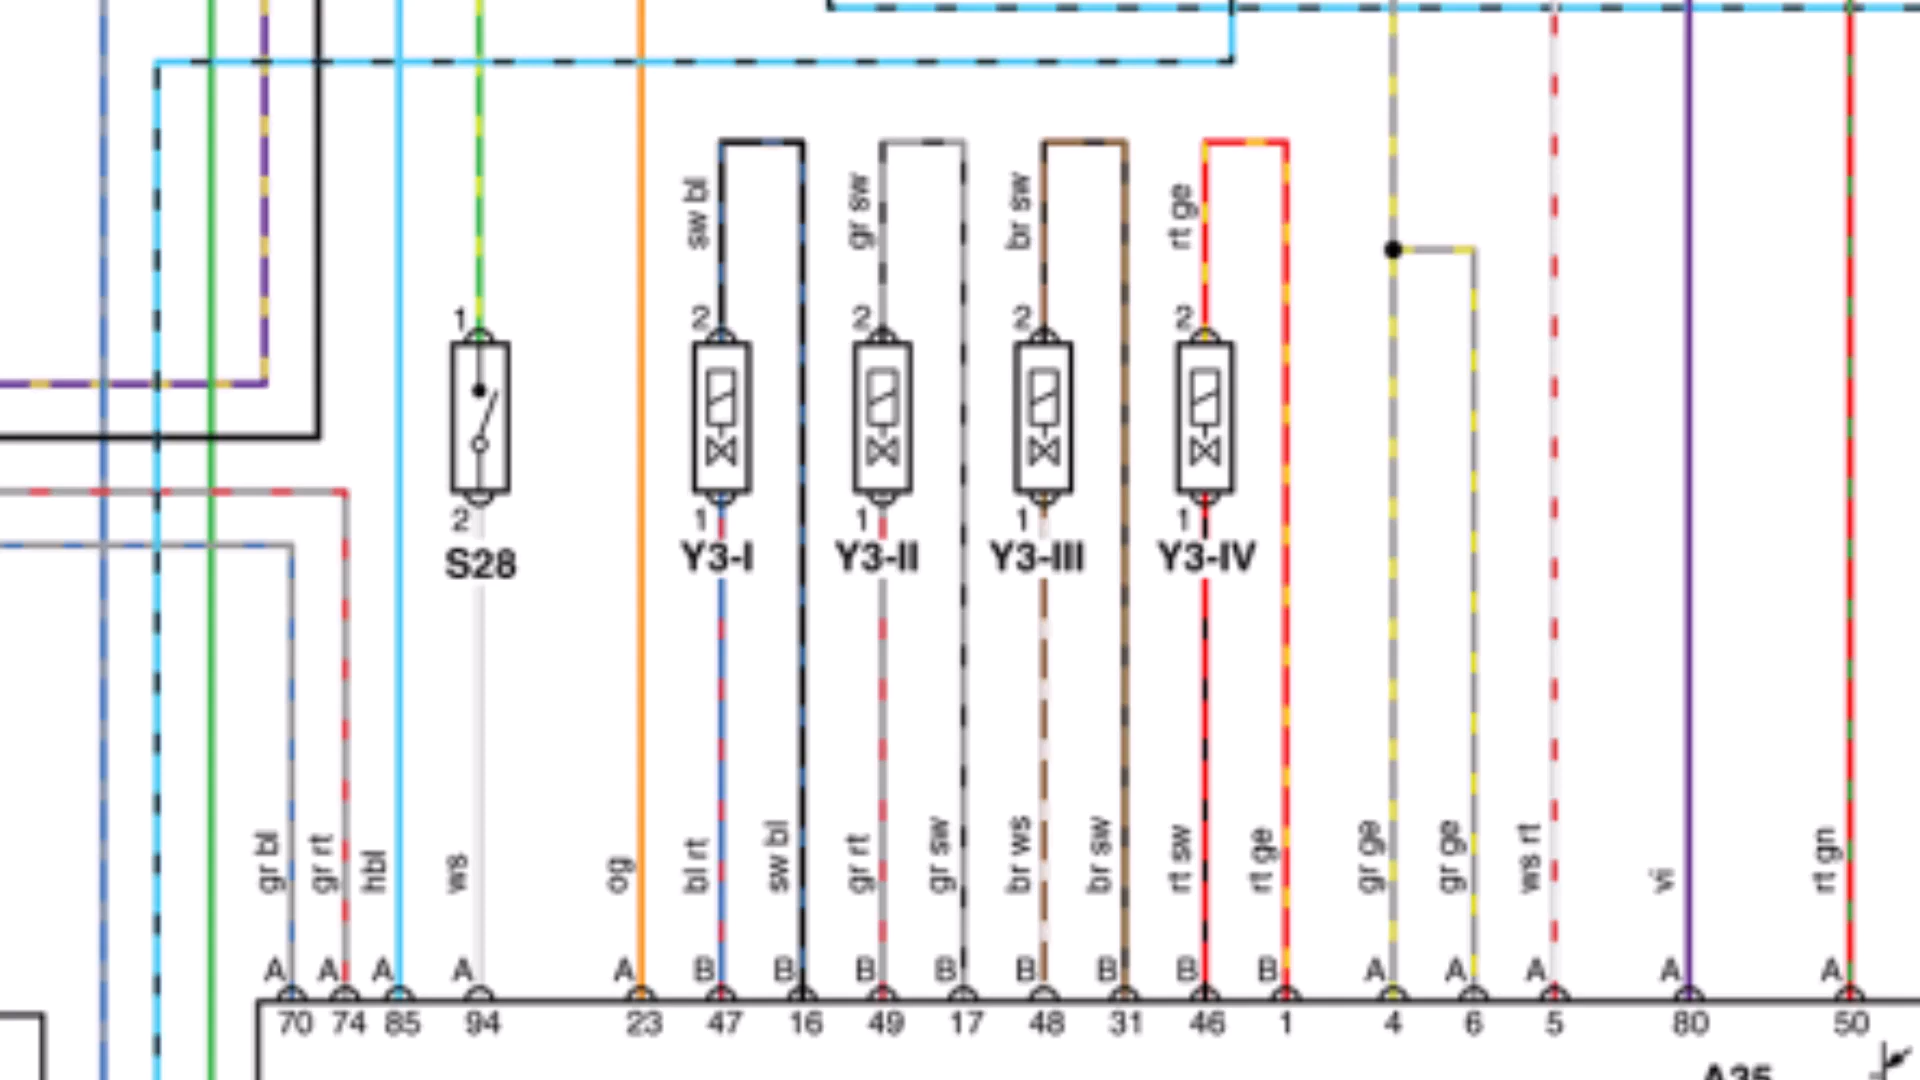 sw bl gr sw br sw rt ge
1 2 2 2 2
2 1 1 1 1
S28 Y3-I Y3-II Y3-III Y3-IV
gr bl gr rt hbl ws og bl rt sw bl gr rt gr sw br ws br sw rt sw rt ge gr ge gr ge ws rt vi rt gn
A A A A A B B B B B B B B A A A A A
70 74 85 94 23 47 16 49 17 48 31 46 1 4 6 5 80 50
A35